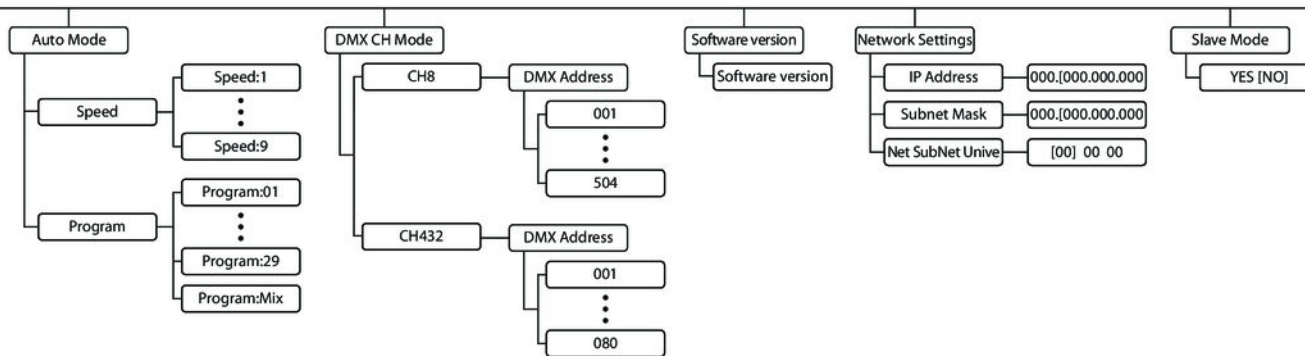 Auto Mode
Speed
Speed:1
Speed:9
Program
Program:01
Program:29
Program:Mix
DMX CH Mode
CH8
DMX Address
001
504
CH432
DMX Address
001
080
Software version
Software version
Network Settings
IP Address
000.[000.000.000
Subnet Mask
000.[000.000.000
Net SubNet Unive
[00] 00 00
Slave Mode
YES [NO]